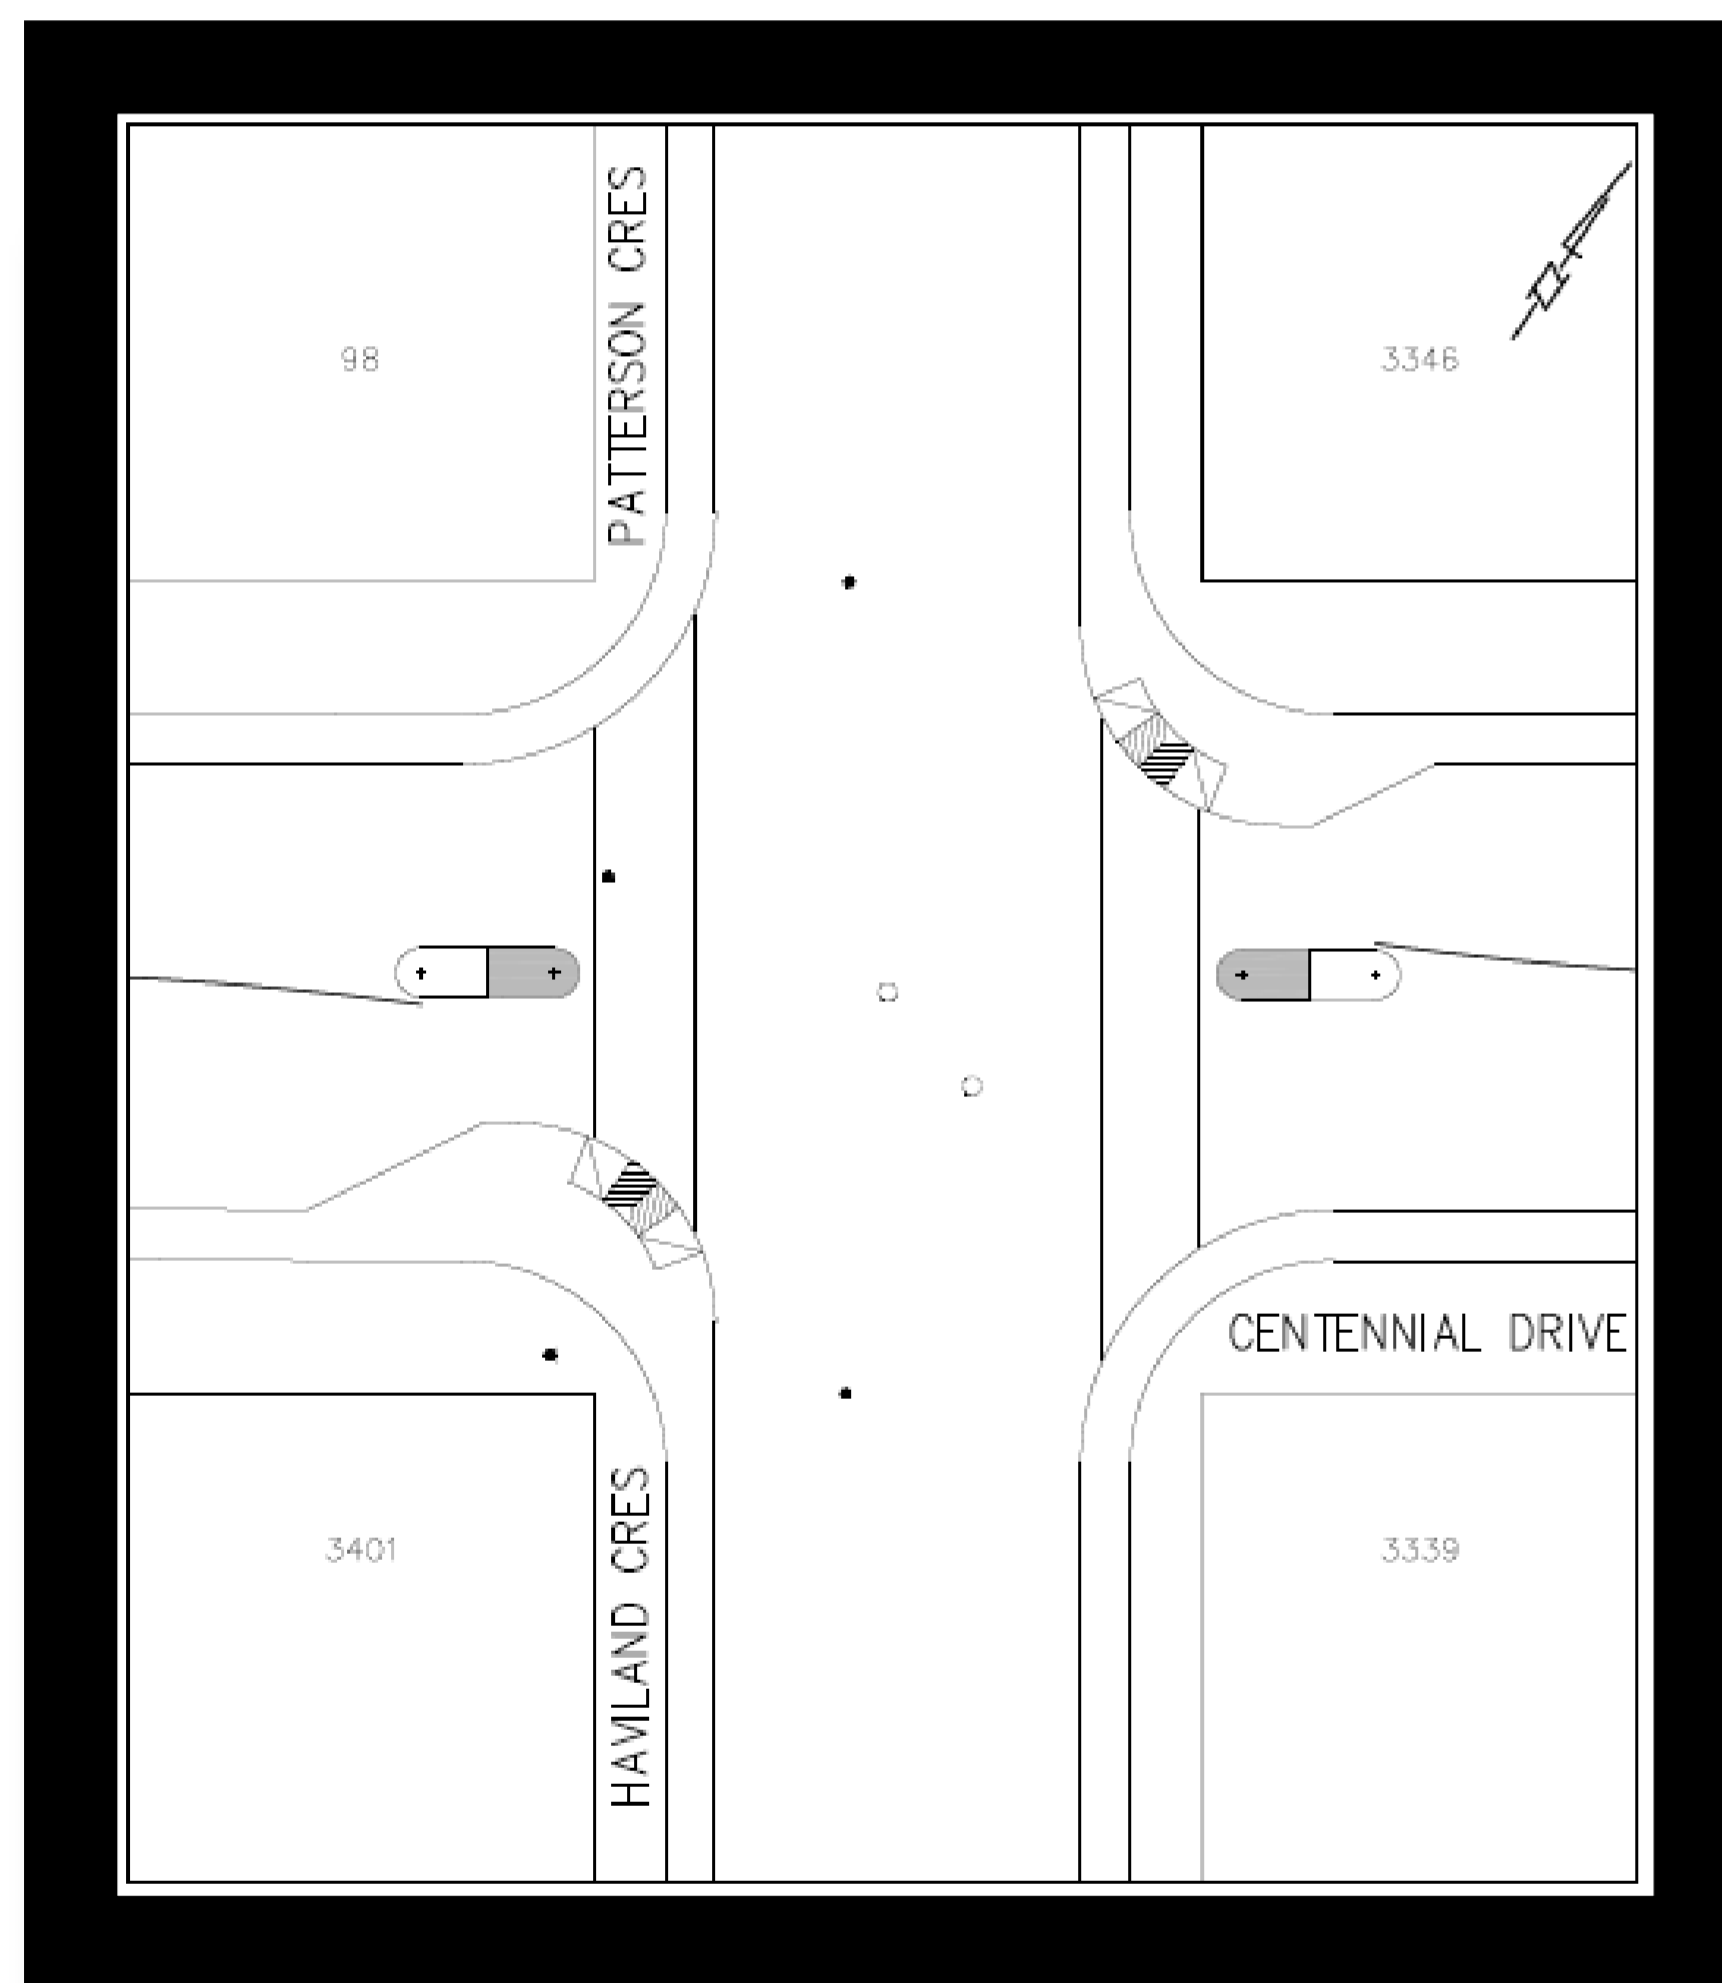 PATTERSON CRES
98
3346
CENTENNIAL DRIVE
HAVILAND CRES
3401
3339